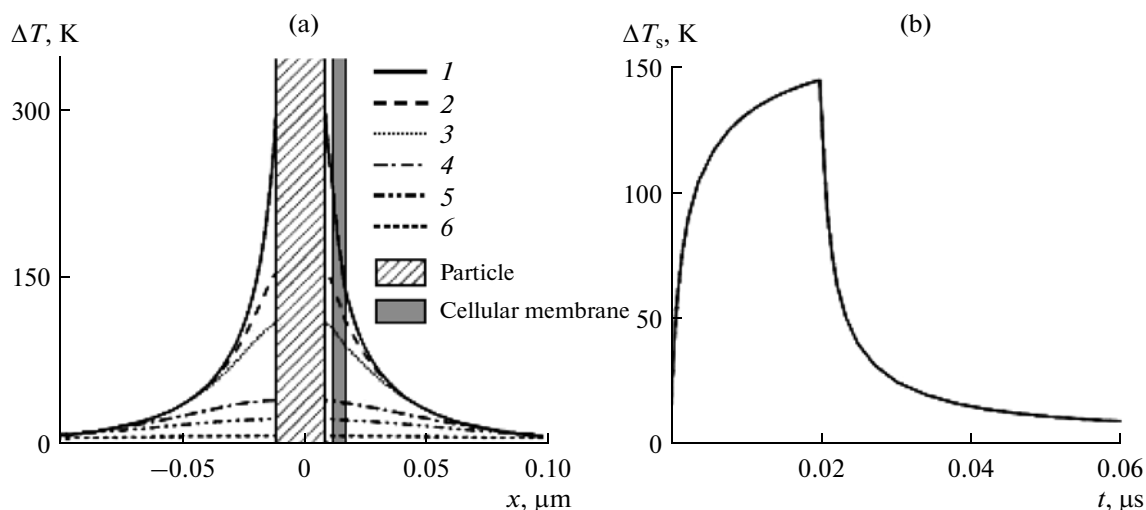 (a)
ΔT, K
300
150
0
−0.05
0
0.05
0.10
x, μm
1
2
3
4
5
6
Particle
Cellular membrane
(b)
ΔTs, K
150
100
50
0
0.02
0.04
0.06
t, μs